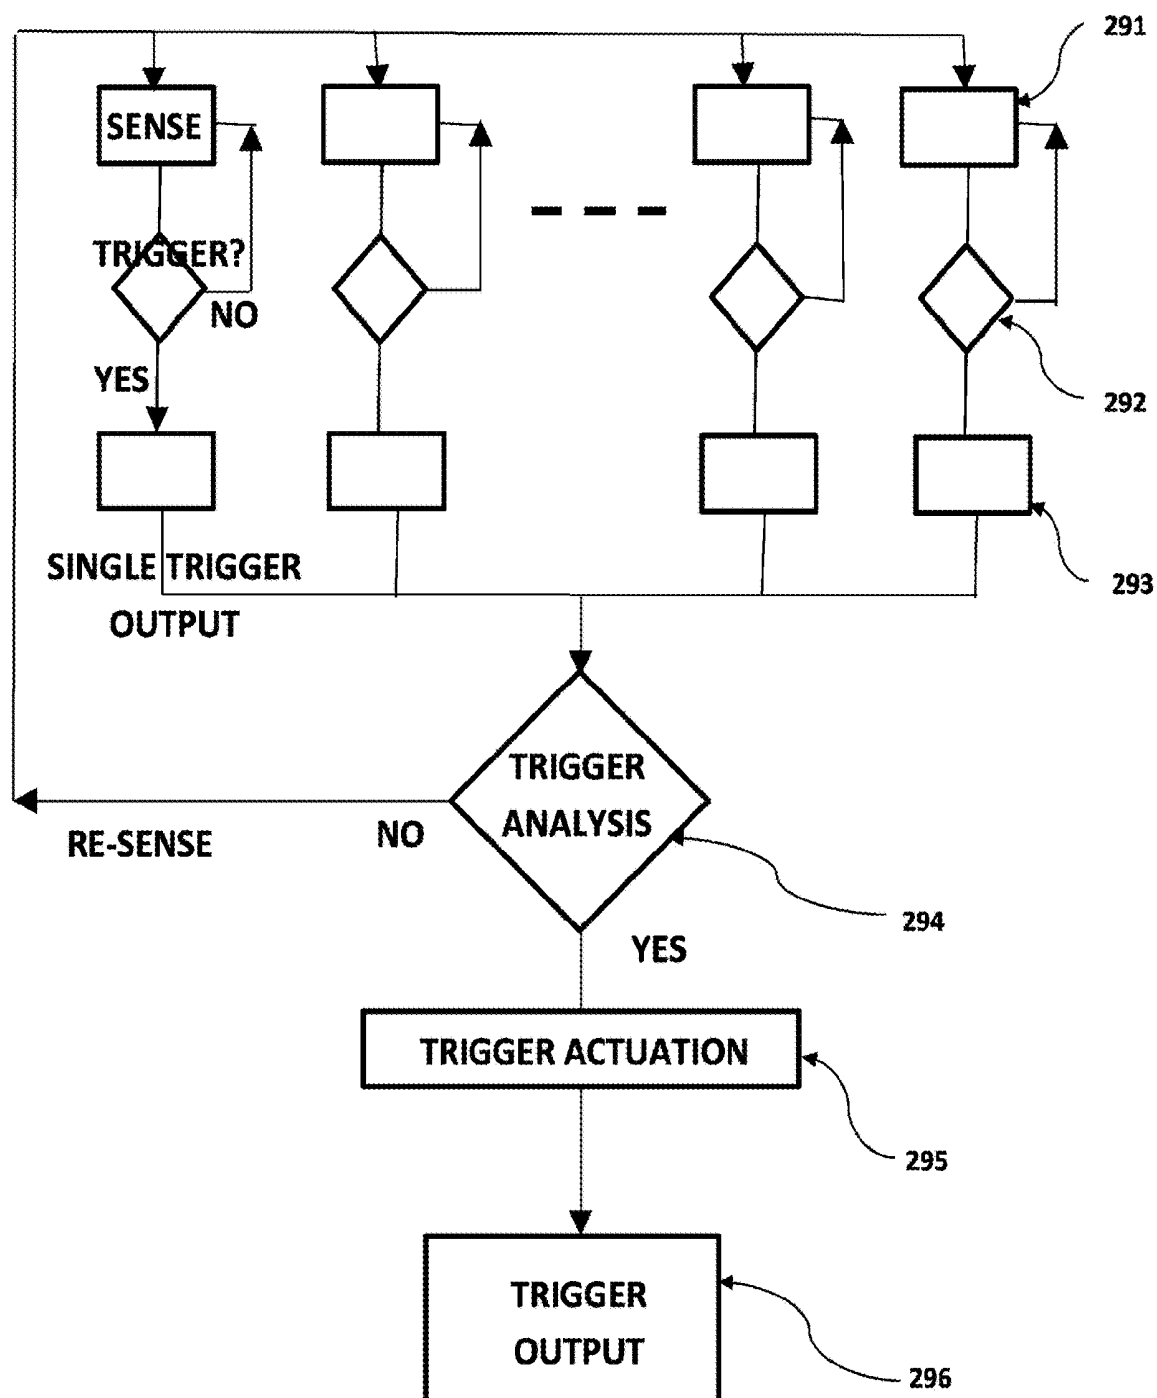 291
SENSE
TRIGGER?
NO
YES
292
293
SINGLE TRIGGER
OUTPUT
TRIGGER
ANALYSIS
NO
RE-SENSE
294
YES
TRIGGER ACTUATION
295
TRIGGER
OUTPUT
296